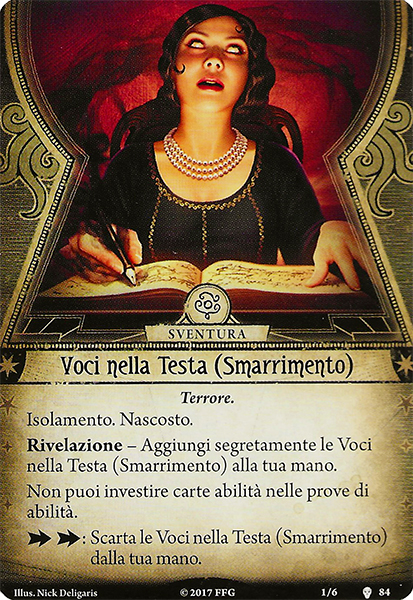 SVENTURA
Voci nella Testa (Smarrimento)
Terrore.
Isolamento. Nascosto.
Rivelazione – Aggiungi segretamente le Voci
nella Testa (Smarrimento) alla tua mano.
Non puoi investire carte abilità nelle prove di
abilità.
: Scarta le Voci nella Testa (Smarrimento)
dalla tua mano.
Illus. Nick Deligaris © 2017 FFG 1/6 84